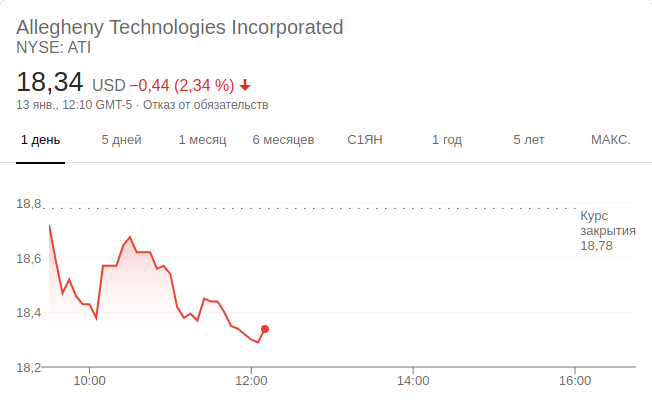 Allegheny Technologies Incorporated
NYSE: ATI
18,34 USD −0,44 (2,34 %)
13 янв., 12:10 GMT-5 · Отказ от обязательств
1 день 5 дней 1 месяц 6 месяцев С1ЯН 1 год 5 лет МАКС.
18,8
Курс
закрытия
18,78
18,6
18,4
18,2
10:00 12:00 14:00 16:00